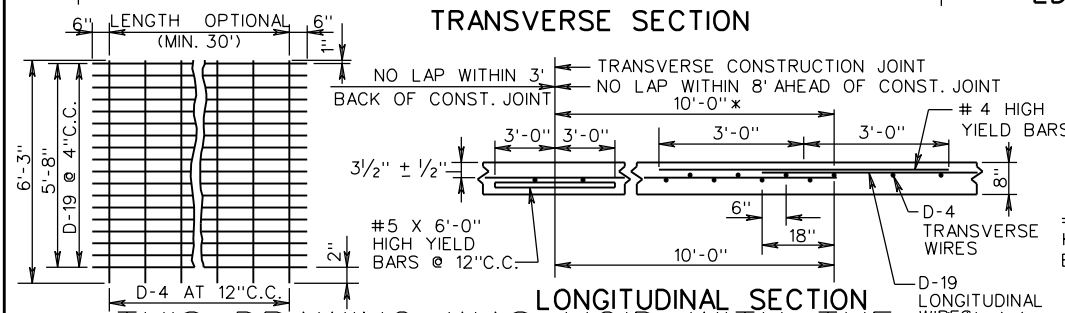 TRANSVERSE SECTION
6" LENGTH OPTIONAL 6"
(MIN. 30')
1"
6'-3"
5'-8"
D-19 @ 4"C.C.
2"
D-4 AT 12"C.C.
NO LAP WITHIN 3'
BACK OF CONST. JOINT
TRANSVERSE CONSTRUCTION JOINT
NO LAP WITHIN 8' AHEAD OF CONST. JOINT
10'-0"*
# 4 HIGH
YIELD BARS
3'-0" 3'-0"
3'-0" 3'-0"
3½" ± ½"
8"
#5 X 6'-0"
HIGH YIELD
BARS @ 12"C.C.
6"
18"
10'-0"
D-4
TRANSVERSE
WIRES
D-19
LONGITUDINAL
WIRES
LONGITUDINAL SECTION